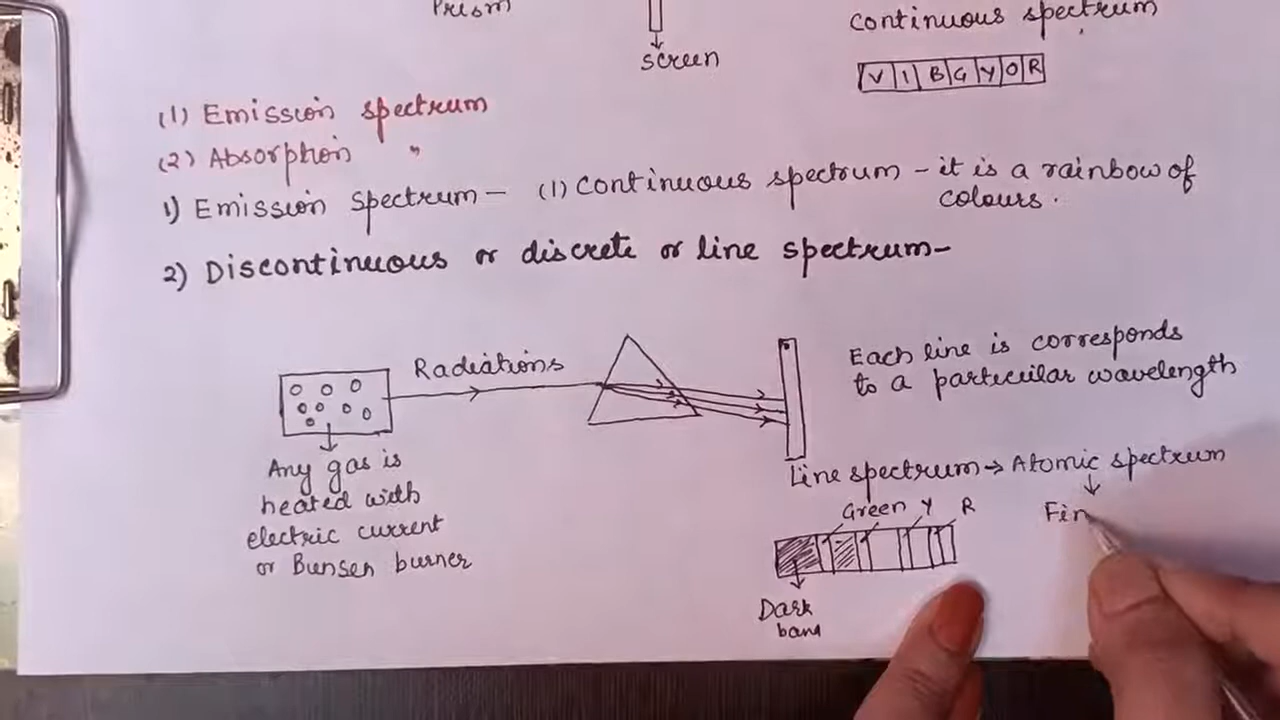 Prism
screen
continuous spectrum
V I B G Y O R
(1) Emission spectrum
(2) Absorption "
1) Emission spectrum - (1) continuous spectrum - it is a rainbow of
colours.
2) Discontinuous or discrete or line spectrum-
Radiations
Each line is corresponds
to a particular wavelength
Any gas is
heated with
electric current
or Bunsen burner
Line spectrum → Atomic spectrum
Green Y R
Fin
Dark
band